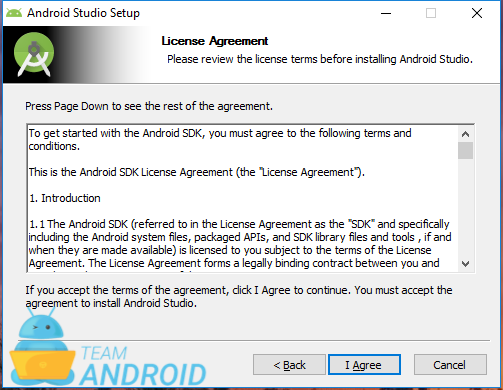 Android Studio Setup
License Agreement
Please review the license terms before installing Android Studio.
Press Page Down to see the rest of the agreement.
To get started with the Android SDK, you must agree to the following terms and
conditions.
This is the Android SDK License Agreement (the "License Agreement").
1. Introduction
1.1 The Android SDK (referred to in the License Agreement as the "SDK" and specifically
including the Android system files, packaged APIs, and SDK library files and tools , if and
when they are made available) is licensed to you subject to the terms of the License
Agreement. The License Agreement forms a legally binding contract between you and
If you accept the terms of the agreement, click I Agree to continue. You must accept the
agreement to install Android Studio.
TEAM
ANDROID
< Back
I Agree
Cancel